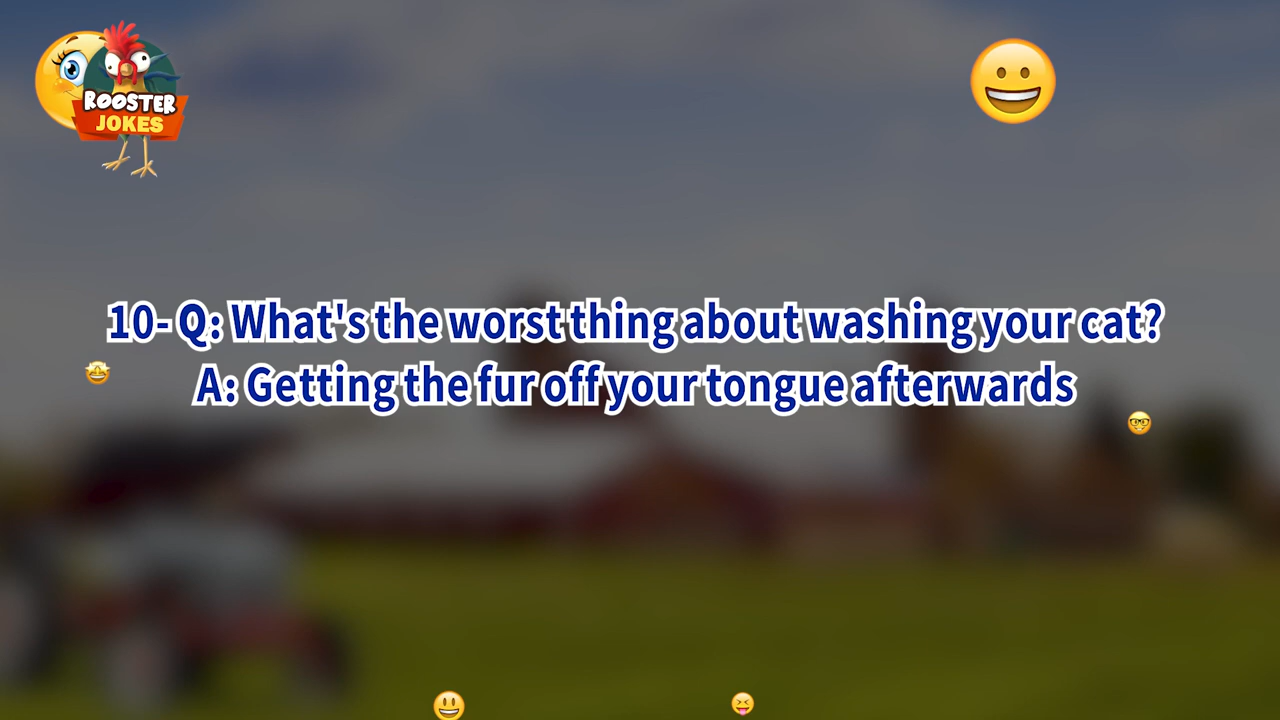 ROOSTER
JOKES
10- Q: What's the worst thing about washing your cat?
A: Getting the fur off your tongue afterwards